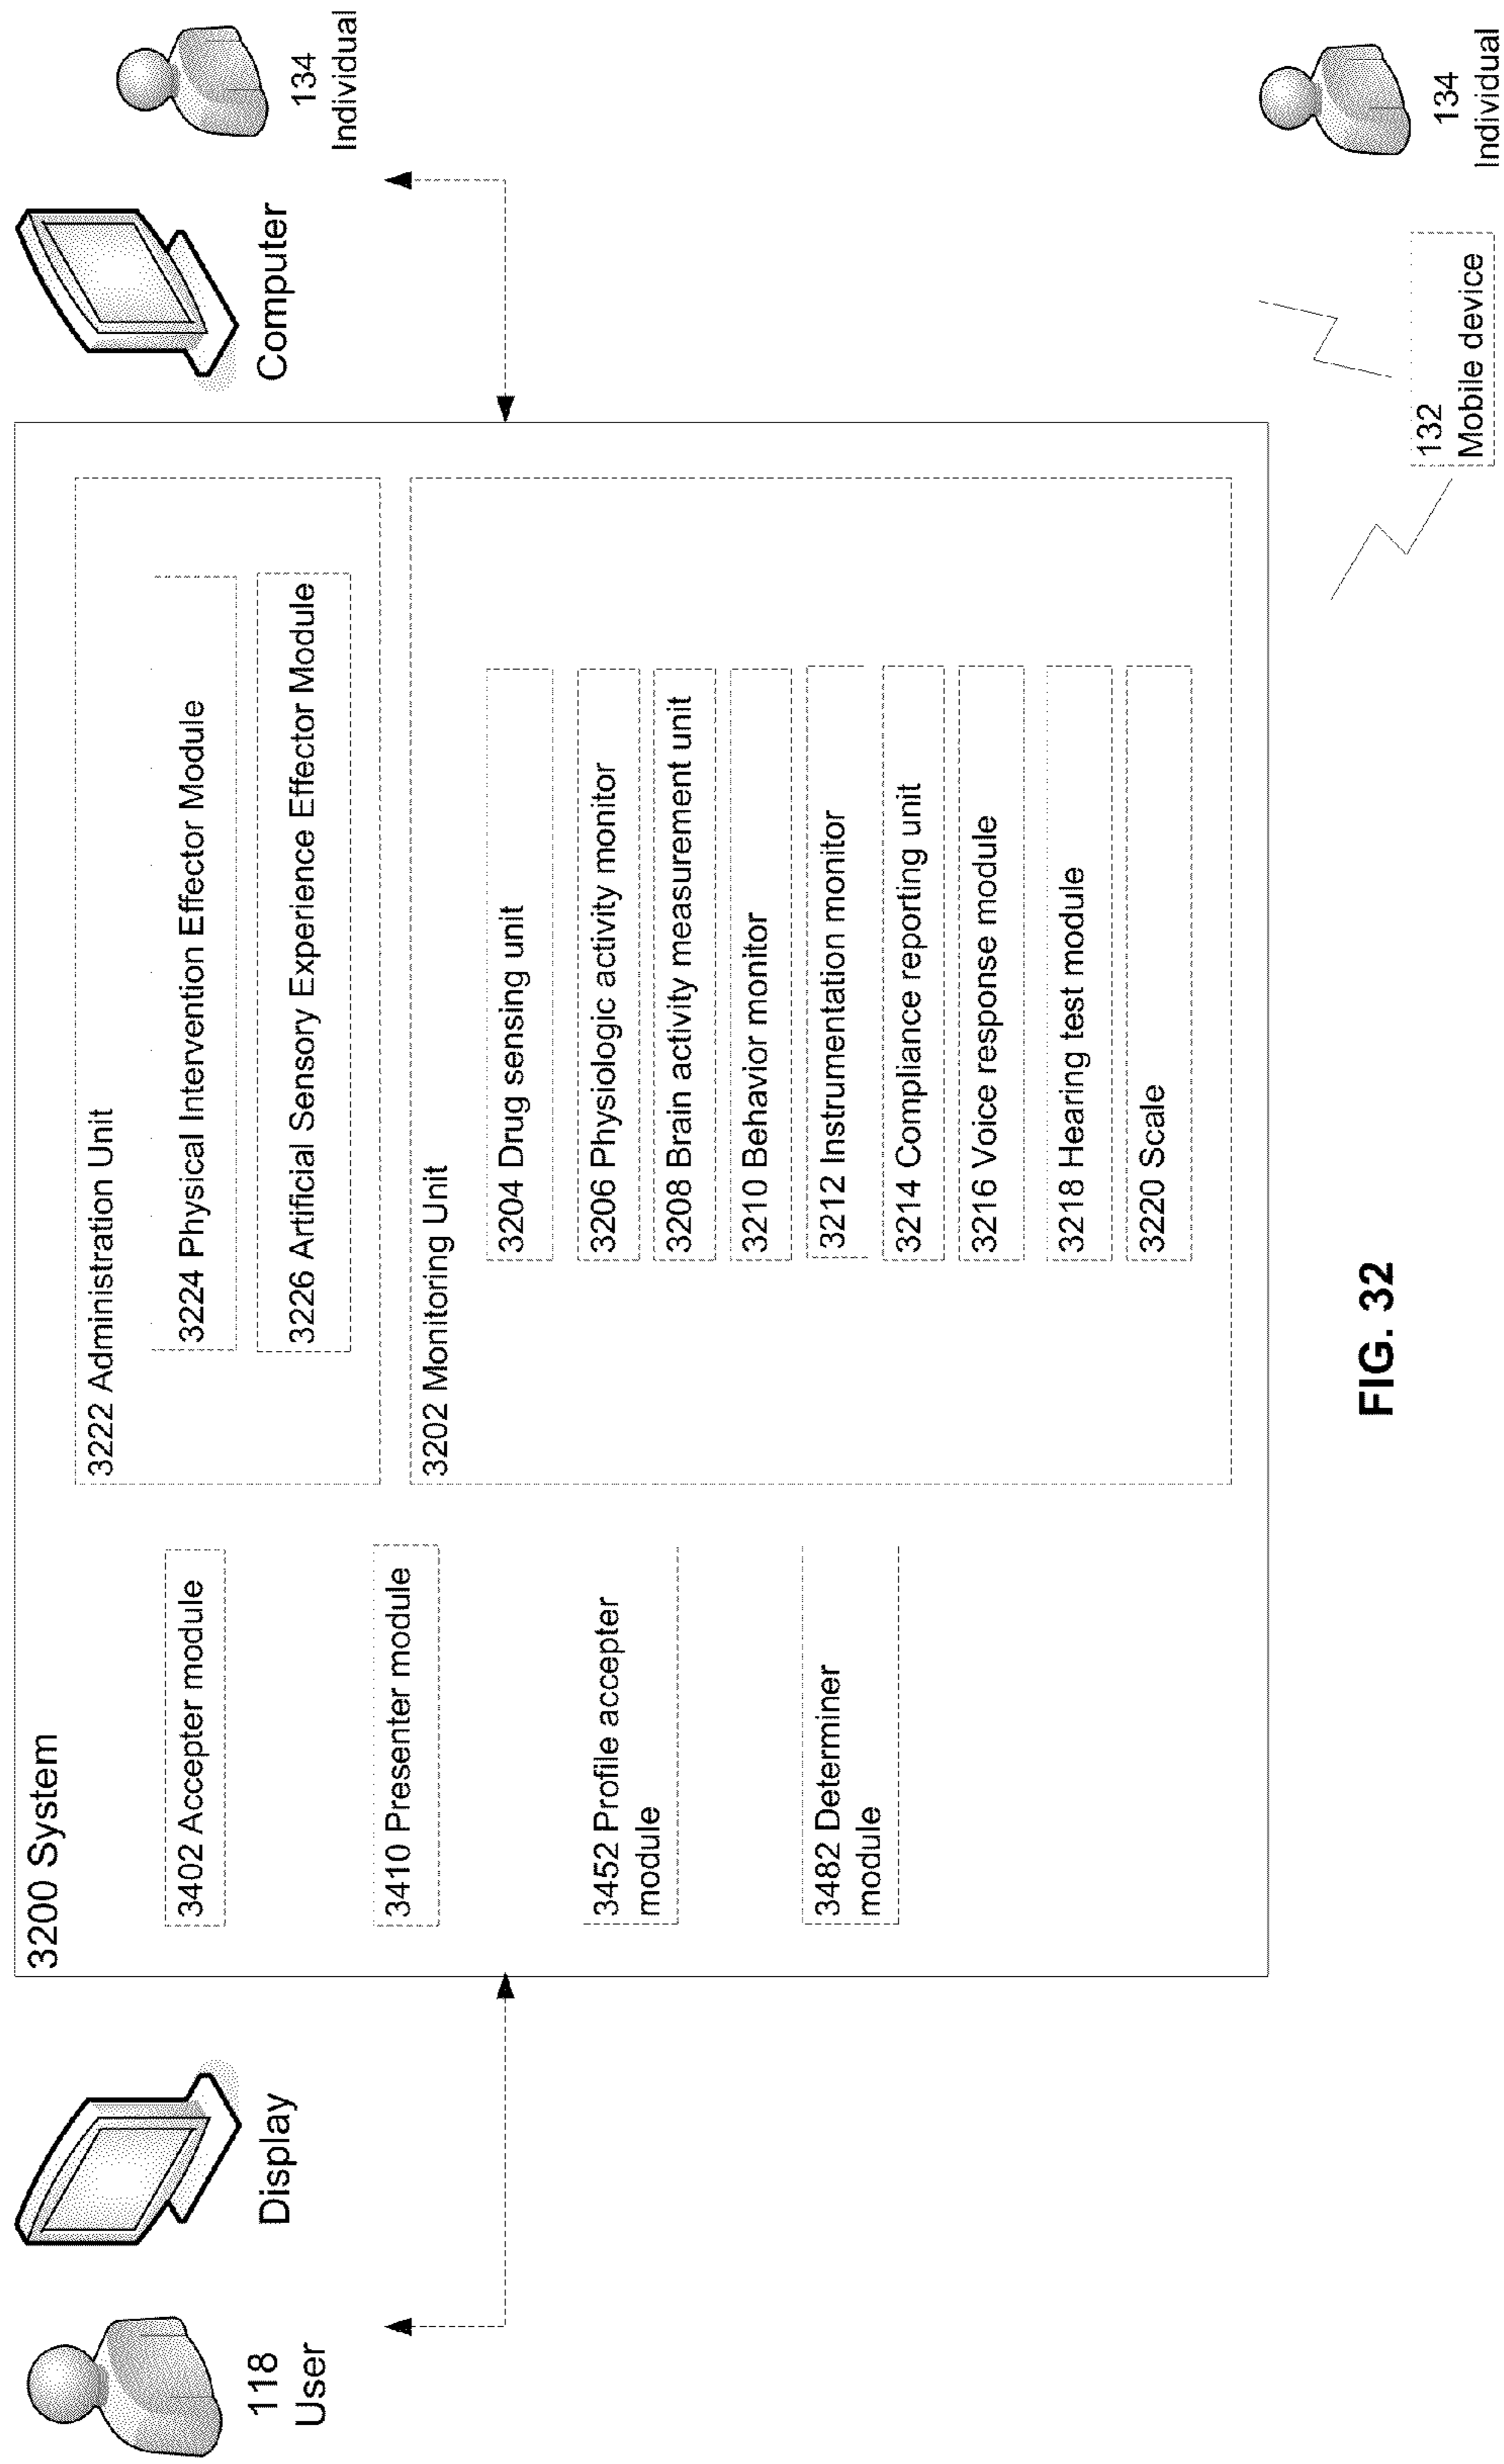 3200 System
118
User
Display
3402 Accepter module
3410 Presenter module
3452 Profile accepter
module
3482 Determiner
module
3222 Administration Unit
3224 Physical Intervention Effector Module
3226 Artificial Sensory Experience Effector Module
3202 Monitoring Unit
3204 Drug sensing unit
3206 Physiologic activity monitor
3208 Brain activity measurement unit
3210 Behavior monitor
3212 Instrumentation monitor
3214 Compliance reporting unit
3216 Voice response module
3218 Hearing test module
3220 Scale
Computer
134
Individual
132
Mobile device
134
Individual
FIG. 32